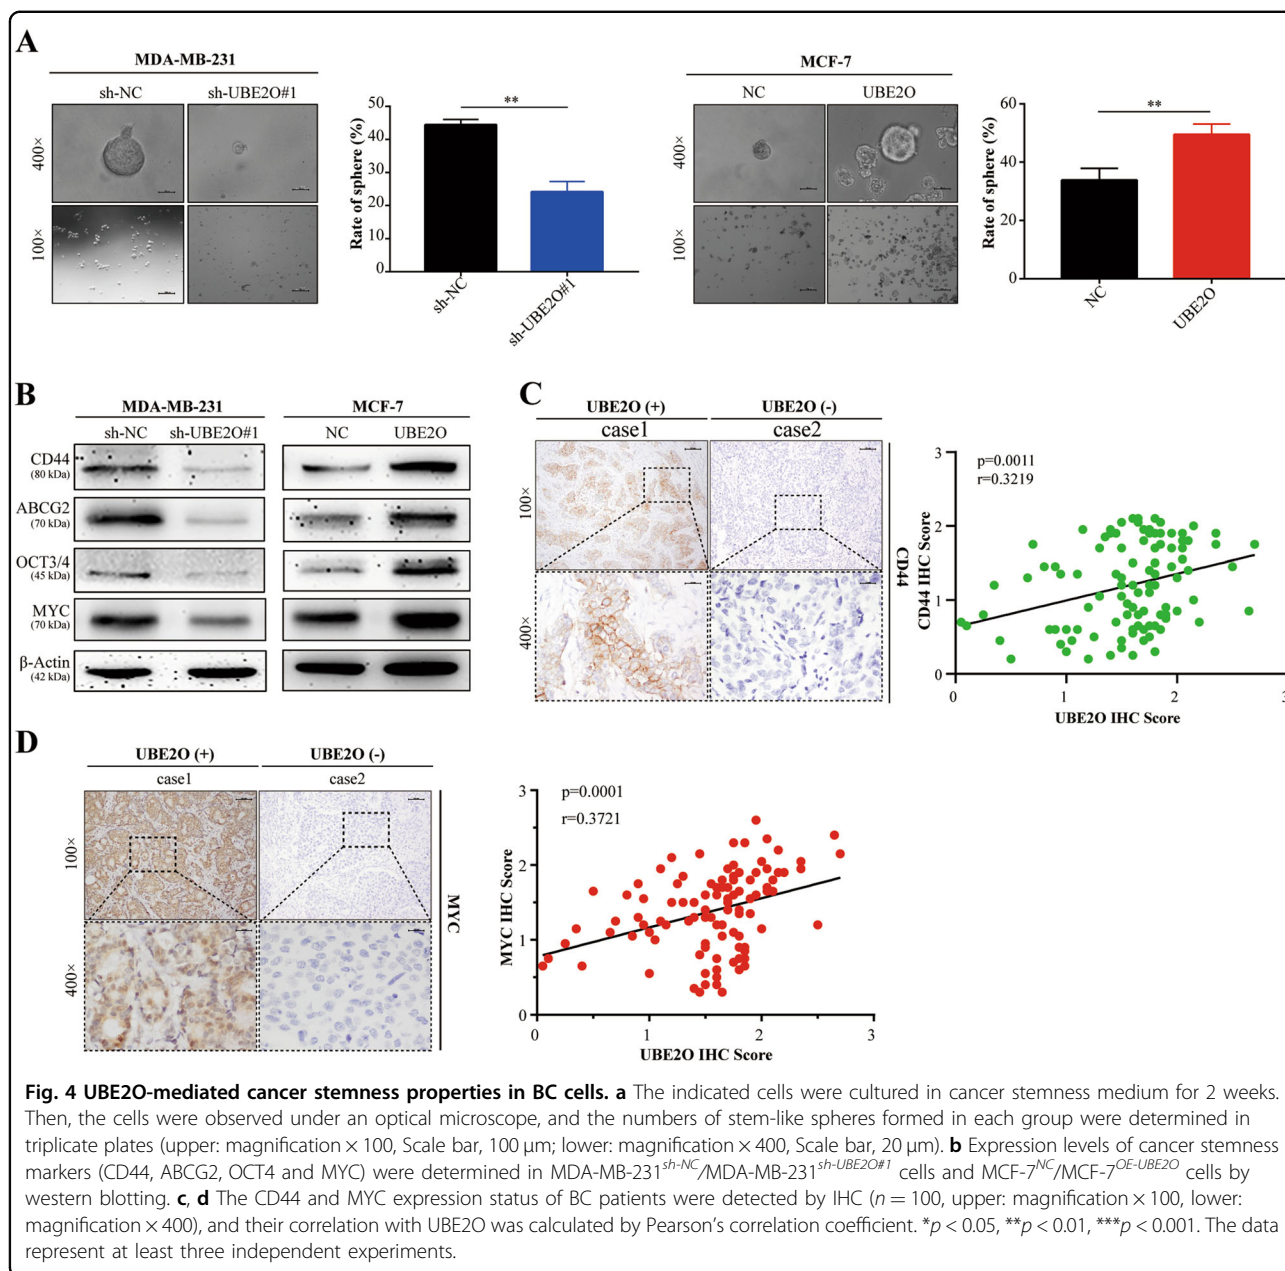 A
MDA-MB-231
sh-NC sh-UBE2O#1
400×
100×
Rate of sphere (%)
50
40
30
20
10
0
**
sh-NC
sh-UBE2O#1
MCF-7
NC UBE2O
400×
100×
Rate of sphere (%)
60
40
20
0
**
NC
UBE2O
B
MDA-MB-231 MCF-7
sh-NC sh-UBE2O#1 NC UBE2O
CD44
(80 kDa)
ABCG2
(70 kDa)
OCT3/4
(45 kDa)
MYC
(70 kDa)
β-Actin
(42 kDa)
C
UBE2O (+) UBE2O (-)
case1 case2
100×
400×
CD44
p=0.0011
r=0.3219
CD44 IHC Score
3
2
1
0
0 1 2 3
UBE2O IHC Score
D
UBE2O (+) UBE2O (-)
case1 case2
100×
400×
MYC
p=0.0001
r=0.3721
MYC IHC Score
3
2
1
0
0 1 2 3
UBE2O IHC Score
Fig. 4 UBE2O-mediated cancer stemness properties in BC cells. a The indicated cells were cultured in cancer stemness medium for 2 weeks.
Then, the cells were observed under an optical microscope, and the numbers of stem-like spheres formed in each group were determined in
triplicate plates (upper: magnification × 100, Scale bar, 100 μm; lower: magnification × 400, Scale bar, 20 μm). b Expression levels of cancer stemness
markers (CD44, ABCG2, OCT4 and MYC) were determined in MDA-MB-231sh-NC/MDA-MB-231sh-UBE2O#1 cells and MCF-7NC/MCF-7OE-UBE2O cells by
western blotting. c, d The CD44 and MYC expression status of BC patients were detected by IHC (n = 100, upper: magnification × 100, lower:
magnification × 400), and their correlation with UBE2O was calculated by Pearson's correlation coefficient. *p < 0.05, **p < 0.01, ***p < 0.001. The data
represent at least three independent experiments.